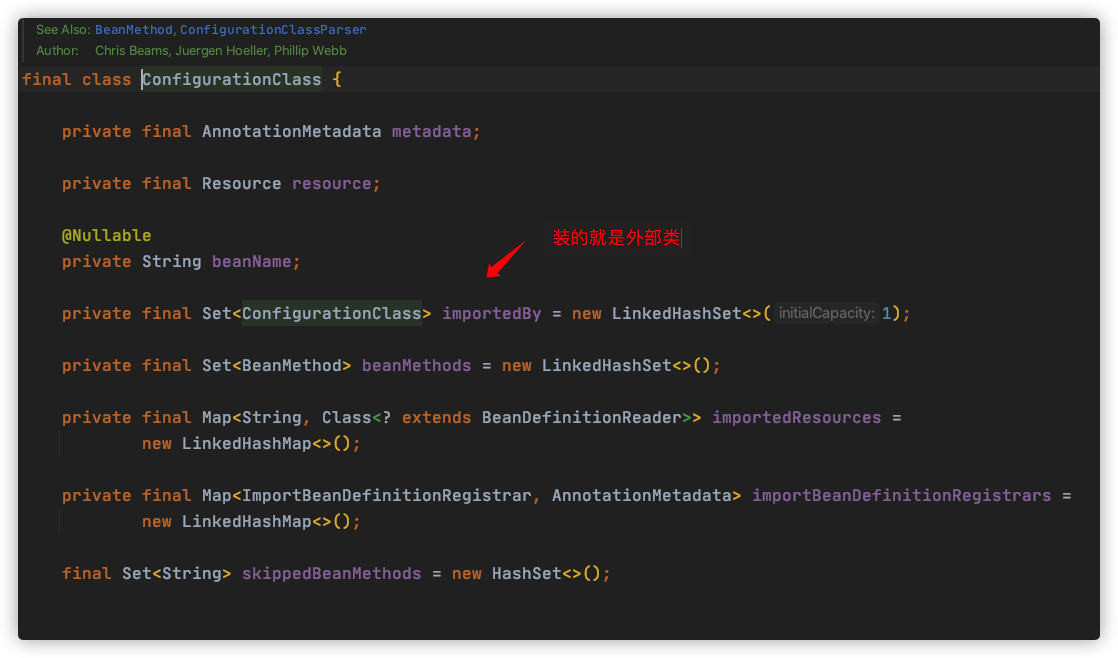 See Also: BeanMethod, ConfigurationClassParser
Author: Chris Beams, Juergen Hoeller, Phillip Webb
final class ConfigurationClass {
private final AnnotationMetadata metadata;
private final Resource resource;
@Nullable
装的就是外部类
private String beanName;
private final Set<ConfigurationClass> importedBy = new LinkedHashSet<>( initialCapacity: 1);
private final Set<BeanMethod> beanMethods = new LinkedHashSet<>();
private final Map<String, Class<? extends BeanDefinitionReader>> importedResources =
new LinkedHashMap<>();
private final Map<ImportBeanDefinitionRegistrar, AnnotationMetadata> importBeanDefinitionRegistrars =
new LinkedHashMap<>();
final Set<String> skippedBeanMethods = new HashSet<>();